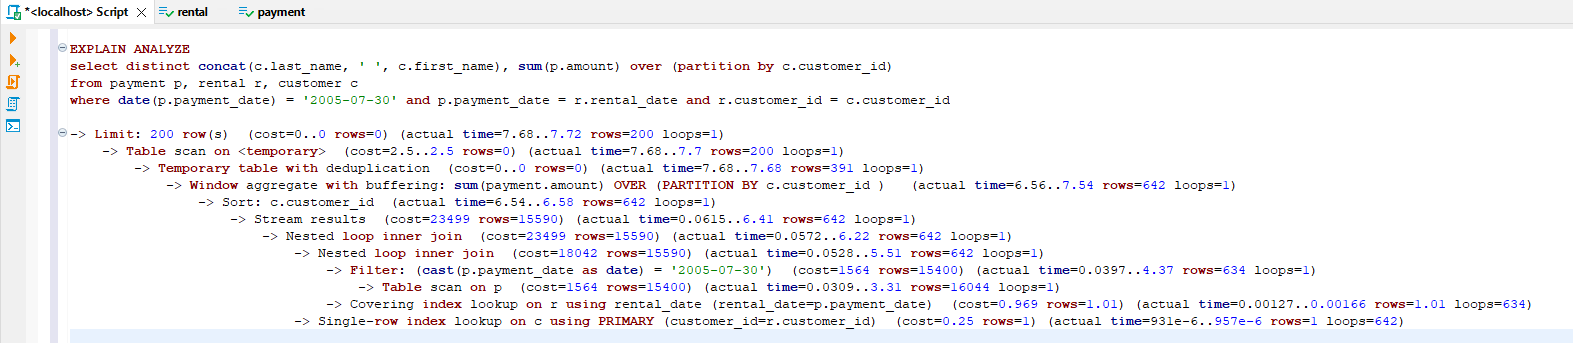 *<localhost> Script rental payment
EXPLAIN ANALYZE
select distinct concat(c.last_name, ' ', c.first_name), sum(p.amount) over (partition by c.customer_id)
from payment p, rental r, customer c
where date(p.payment_date) = '2005-07-30' and p.payment_date = r.rental_date and r.customer_id = c.customer_id
-> Limit: 200 row(s)  (cost=0..0 rows=0) (actual time=7.68..7.72 rows=200 loops=1)
-> Table scan on <temporary>  (cost=2.5..2.5 rows=0) (actual time=7.68..7.7 rows=200 loops=1)
-> Temporary table with deduplication  (cost=0..0 rows=0) (actual time=7.68..7.68 rows=391 loops=1)
-> Window aggregate with buffering: sum(payment.amount) OVER (PARTITION BY c.customer_id )   (actual time=6.56..7.54 rows=642 loops=1)
-> Sort: c.customer_id  (actual time=6.54..6.58 rows=642 loops=1)
-> Stream results  (cost=23499 rows=15590) (actual time=0.0615..6.41 rows=642 loops=1)
-> Nested loop inner join  (cost=23499 rows=15590) (actual time=0.0572..6.22 rows=642 loops=1)
-> Nested loop inner join  (cost=18042 rows=15590) (actual time=0.0528..5.51 rows=642 loops=1)
-> Filter: (cast(p.payment_date as date) = '2005-07-30')  (cost=1564 rows=15400) (actual time=0.0397..4.37 rows=634 loops=1)
-> Table scan on p  (cost=1564 rows=15400) (actual time=0.0309..3.31 rows=16044 loops=1)
-> Covering index lookup on r using rental_date (rental_date=p.payment_date)  (cost=0.969 rows=1.01) (actual time=0.00127..0.00166 rows=1.01 loops=634)
-> Single-row index lookup on c using PRIMARY (customer_id=r.customer_id)  (cost=0.25 rows=1) (actual time=931e-6..957e-6 rows=1 loops=642)